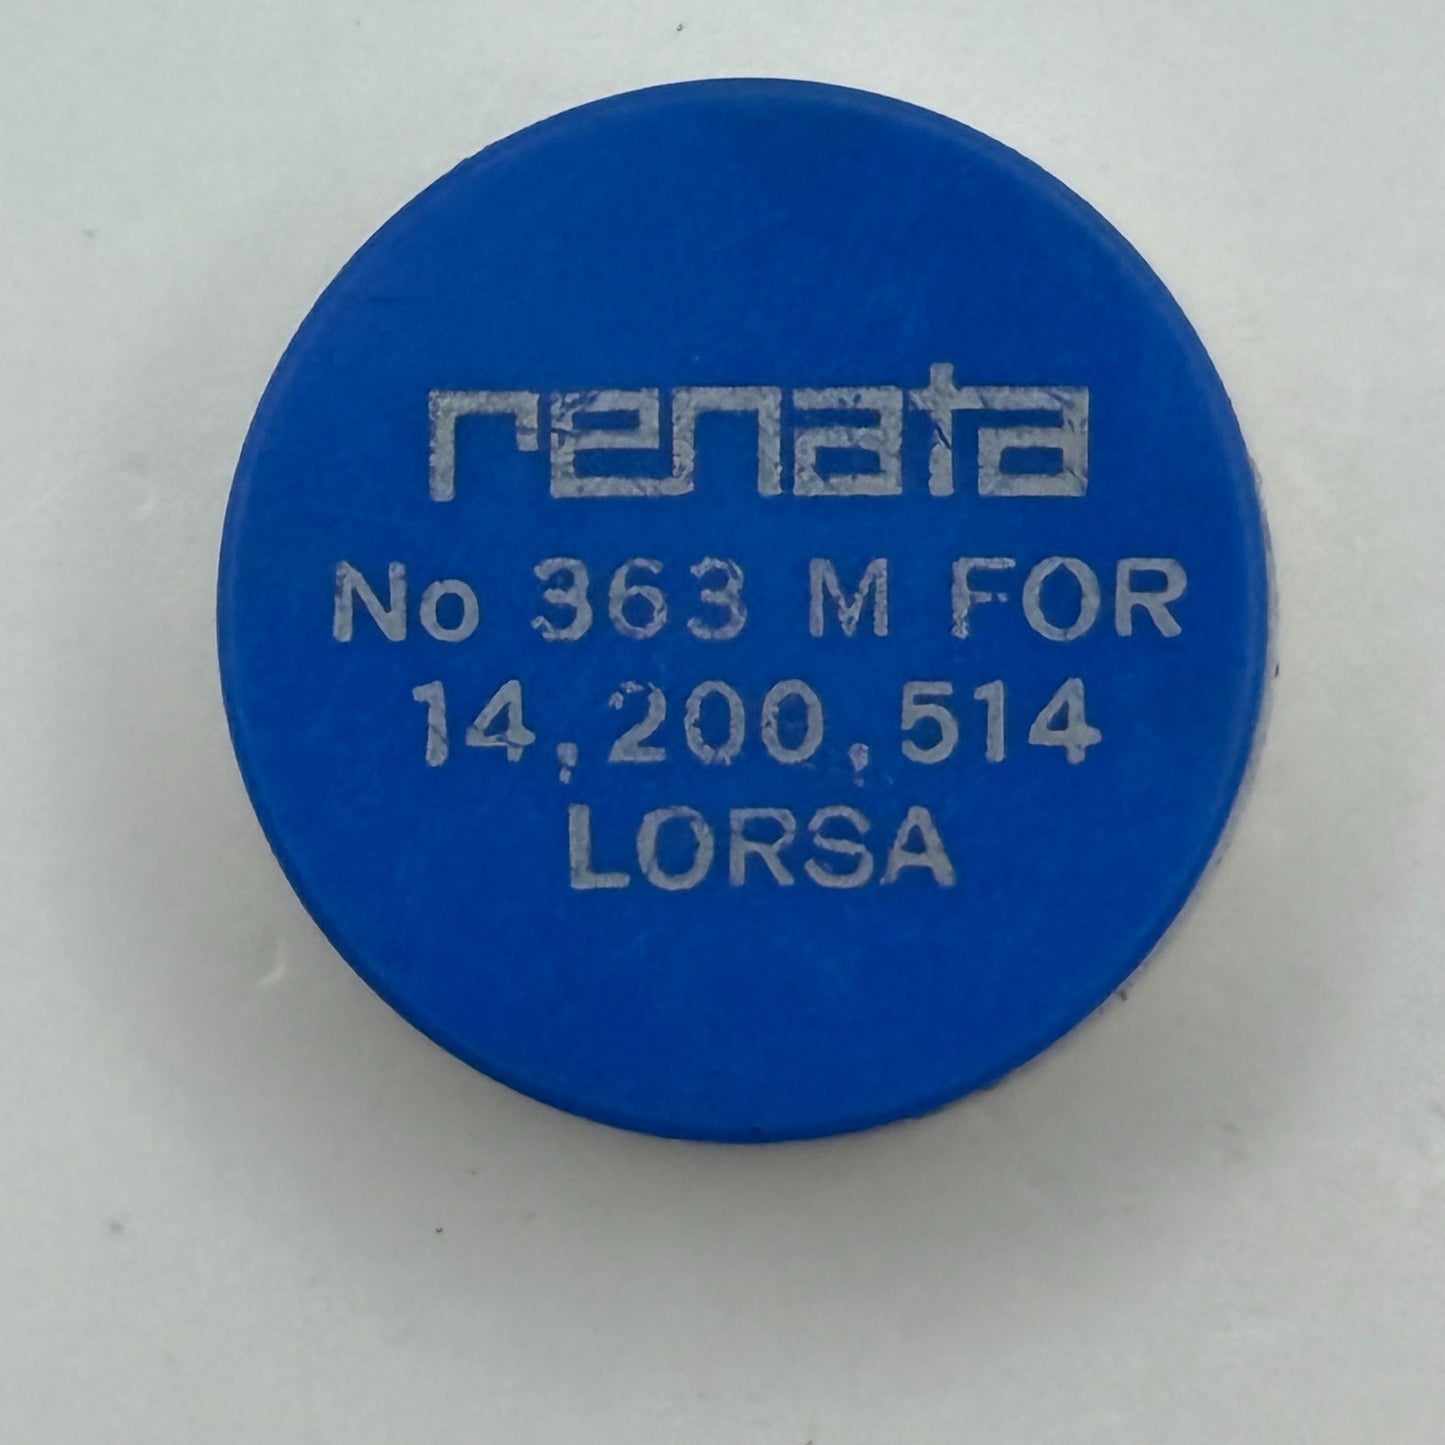 renata
No 363 M FOR
14,200,514
LORSA